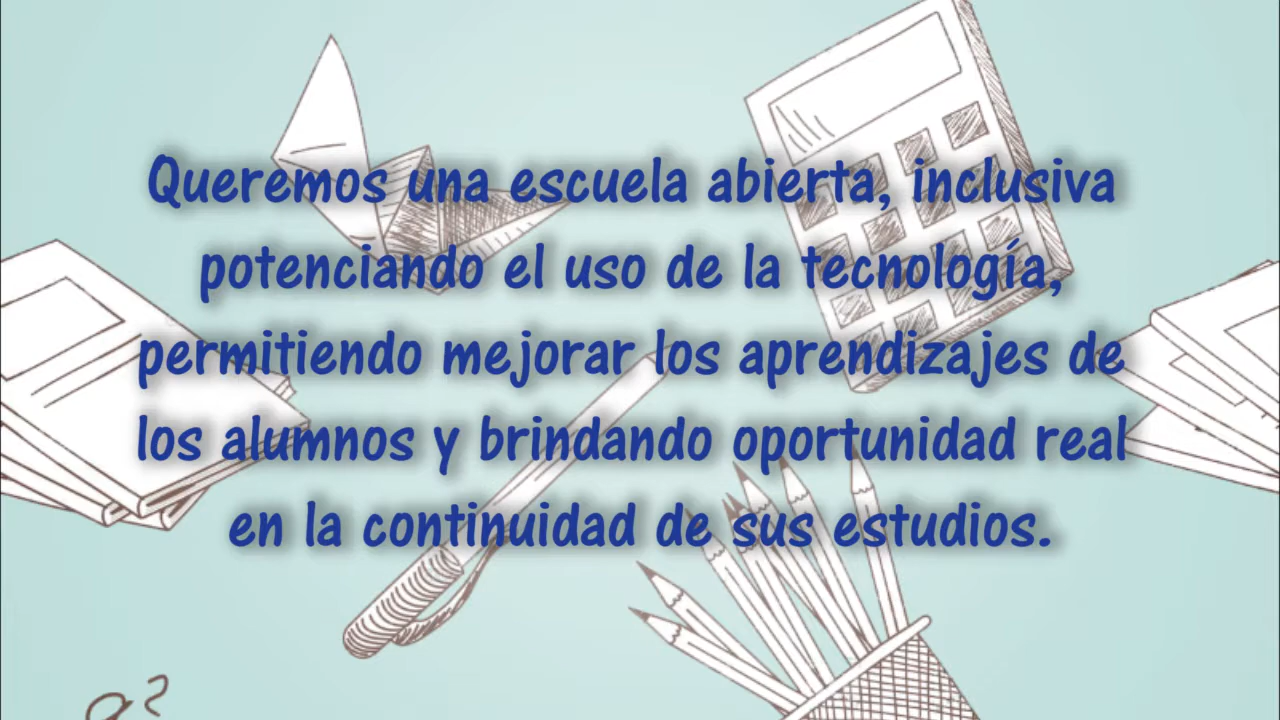 Queremos una escuela abierta, inclusiva
potenciando el uso de la tecnología,
permitiendo mejorar los aprendizajes de
los alumnos y brindando oportunidad real
en la continuidad de sus estudios.
a²